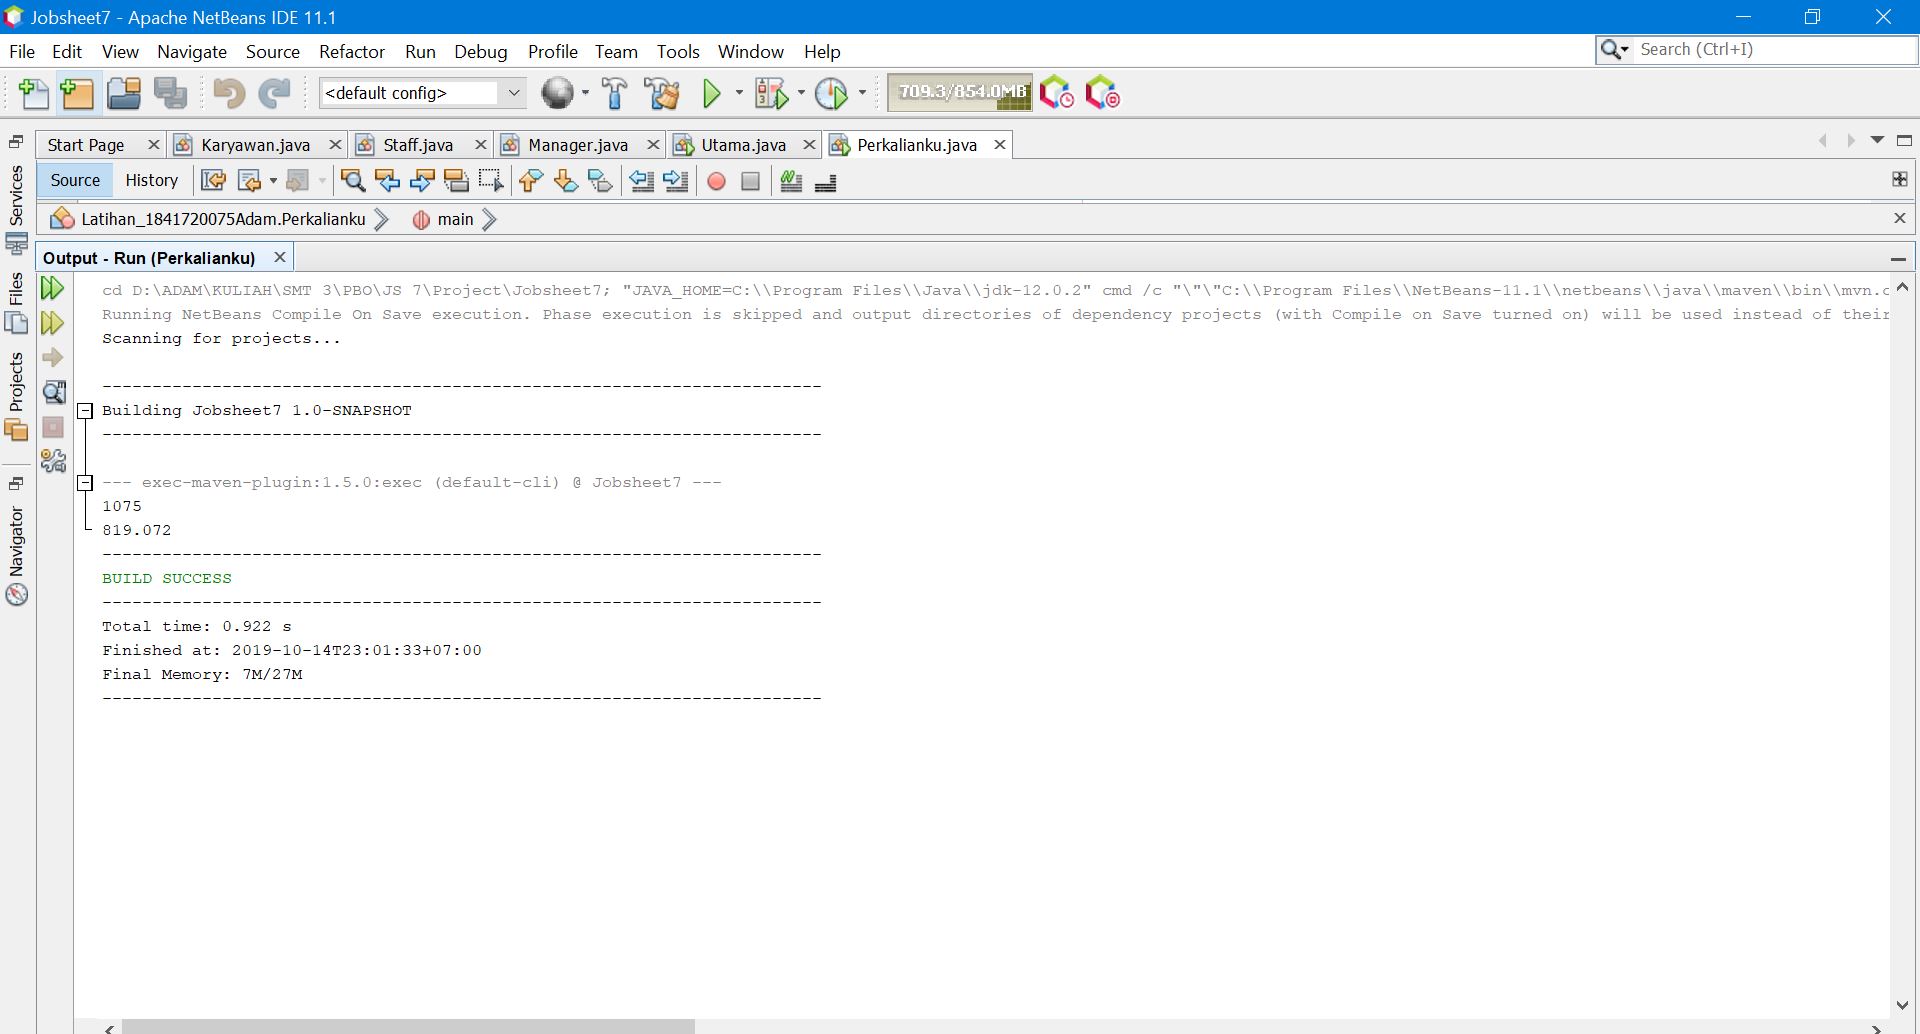 Jobsheet7 - Apache NetBeans IDE 11.1
File Edit View Navigate Source Refactor Run Debug Profile Team Tools Window Help
Search (Ctrl+I)
<default config>
709.3/854.0MB
Start Page
Karyawan.java
Staff.java
Manager.java
Utama.java
Perkalianku.java
Source
History
Latihan_1841720075Adam.Perkalianku
main
Services
Files
Projects
Navigator
Output - Run (Perkalianku)
cd D:\ADAM\KULIAH\SMT 3\PBO\JS 7\Project\Jobsheet7; "JAVA_HOME=C:\\Program Files\\Java\\jdk-12.0.2" cmd /c "\"\"C:\\Program Files\\NetBeans-11.1\\netbeans\\java\\maven\\bin\\mvn.c
Running NetBeans Compile On Save execution. Phase execution is skipped and output directories of dependency projects (with Compile on Save turned on) will be used instead of their
Scanning for projects...
------------------------------------------------------------------------
Building Jobsheet7 1.0-SNAPSHOT
------------------------------------------------------------------------
--- exec-maven-plugin:1.5.0:exec (default-cli) @ Jobsheet7 ---
1075
819.072
------------------------------------------------------------------------
BUILD SUCCESS
------------------------------------------------------------------------
Total time: 0.922 s
Finished at: 2019-10-14T23:01:33+07:00
Final Memory: 7M/27M
------------------------------------------------------------------------